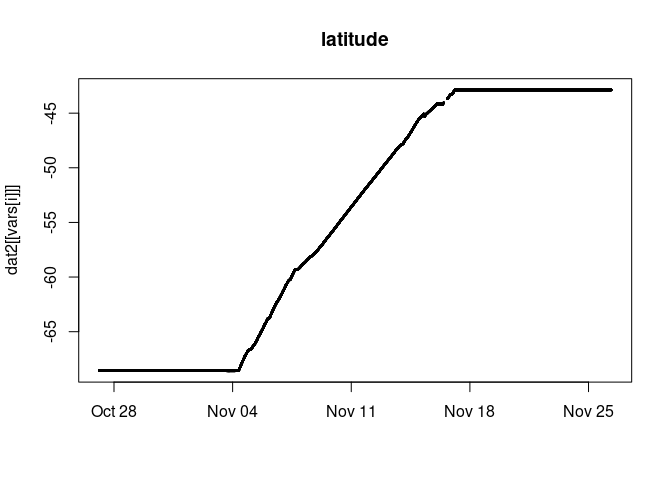 latitude
dat2[[vars[i]]]
-45
-50
-55
-60
-65
Oct 28
Nov 04
Nov 11
Nov 18
Nov 25